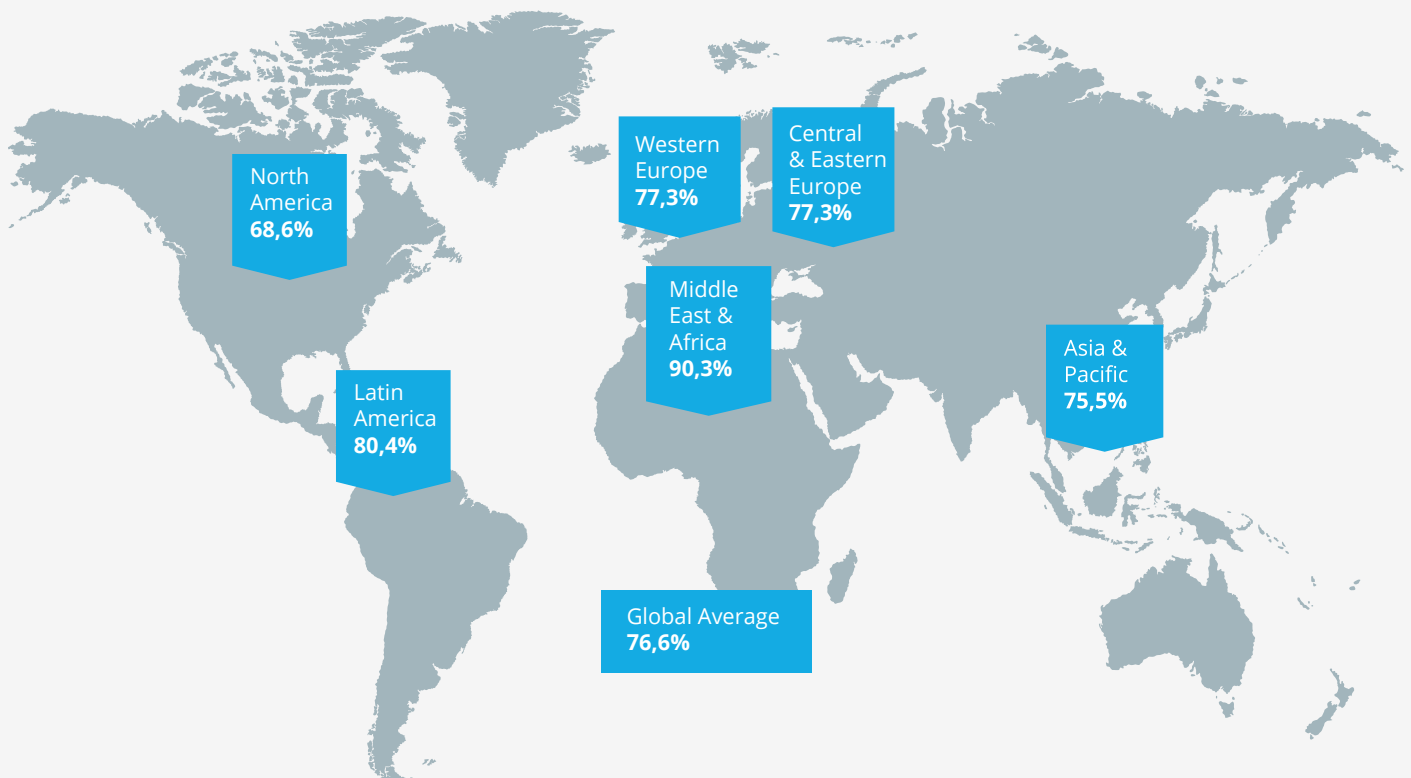 North
America
68,6%
Western
Europe
77,3%
Central
& Eastern
Europe
77,3%
Middle
East &
Africa
90,3%
Asia &
Pacific
75,5%
Latin
America
80,4%
Global Average
76,6%